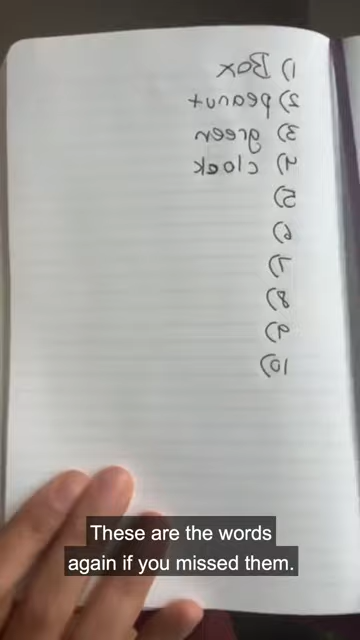 1) Box
2) peanut
3) green
4) clock
5)
6)
7)
8)
9)
10)
These are the words
again if you missed them.